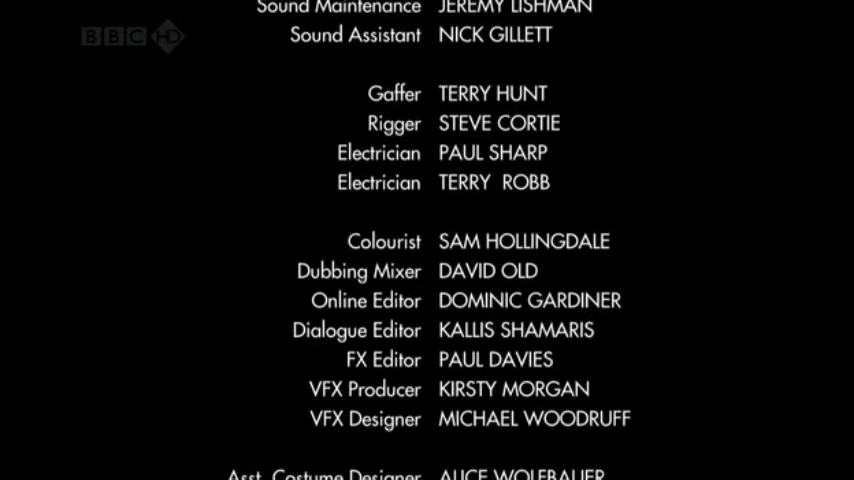 Sound Maintenance JEREMY LISHMAN
BBC HD
Sound Assistant NICK GILLETT
Gaffer TERRY HUNT
Rigger STEVE CORTIE
Electrician PAUL SHARP
Electrician TERRY ROBB
Colourist SAM HOLLINGDALE
Dubbing Mixer DAVID OLD
Online Editor DOMINIC GARDINER
Dialogue Editor KALLIS SHAMARIS
FX Editor PAUL DAVIES
VFX Producer KIRSTY MORGAN
VFX Designer MICHAEL WOODRUFF
Asst. Costume Designer ALICE WOLFBAUER